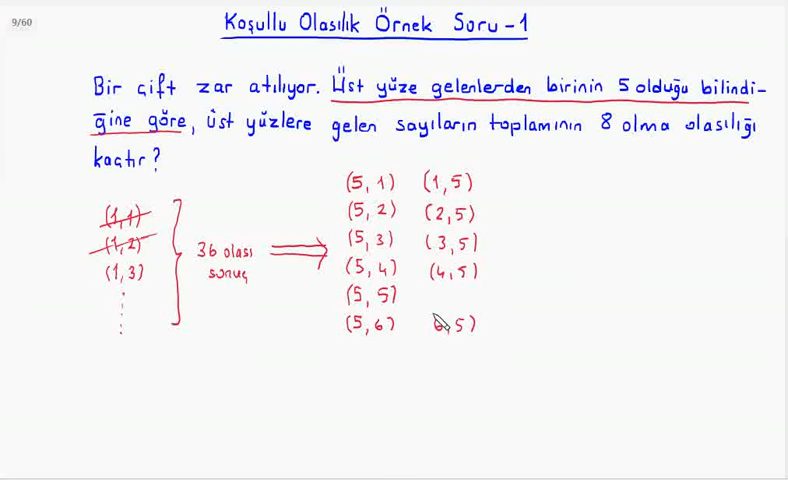 9/60
Koşullu Olasılık Örnek Soru-1
Bir çift zar atılıyor. Üst yüze gelenlerden birinin 5 olduğu bilindi-
ğine göre, üst yüzlere gelen sayıların toplamının 8 olma olasılığı
kaçtır?
(1,1)
(1,2)
(1,3)
36 olası
sonuç
(5,1) (1,5)
(5,2) (2,5)
(5,3) (3,5)
(5,4) (4,5)
(5,5)
(5,6) 6,5)